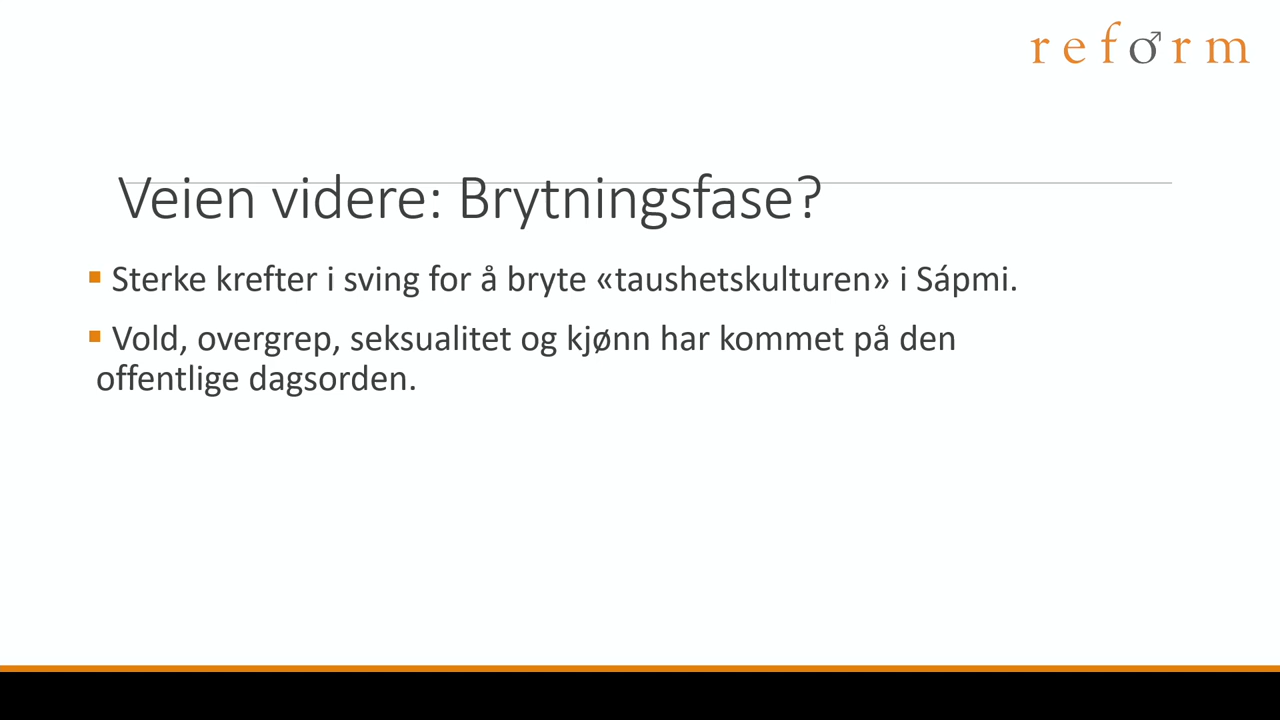 reform
Veien videre: Brytningsfase?
▪ Sterke krefter i sving for å bryte «taushetskulturen» i Sápmi.
▪ Vold, overgrep, seksualitet og kjønn har kommet på den
offentlige dagsorden.